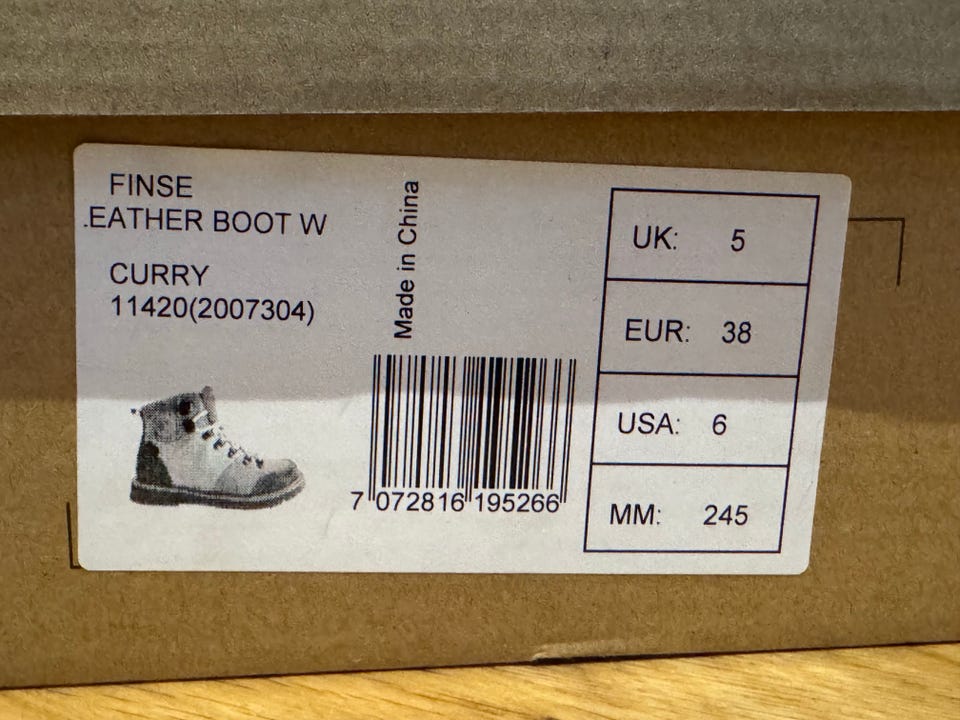 FINSE
.EATHER BOOT W
CURRY
11420(2007304)
Made in China
7 072816 195266
UK: 5
EUR: 38
USA: 6
MM: 245